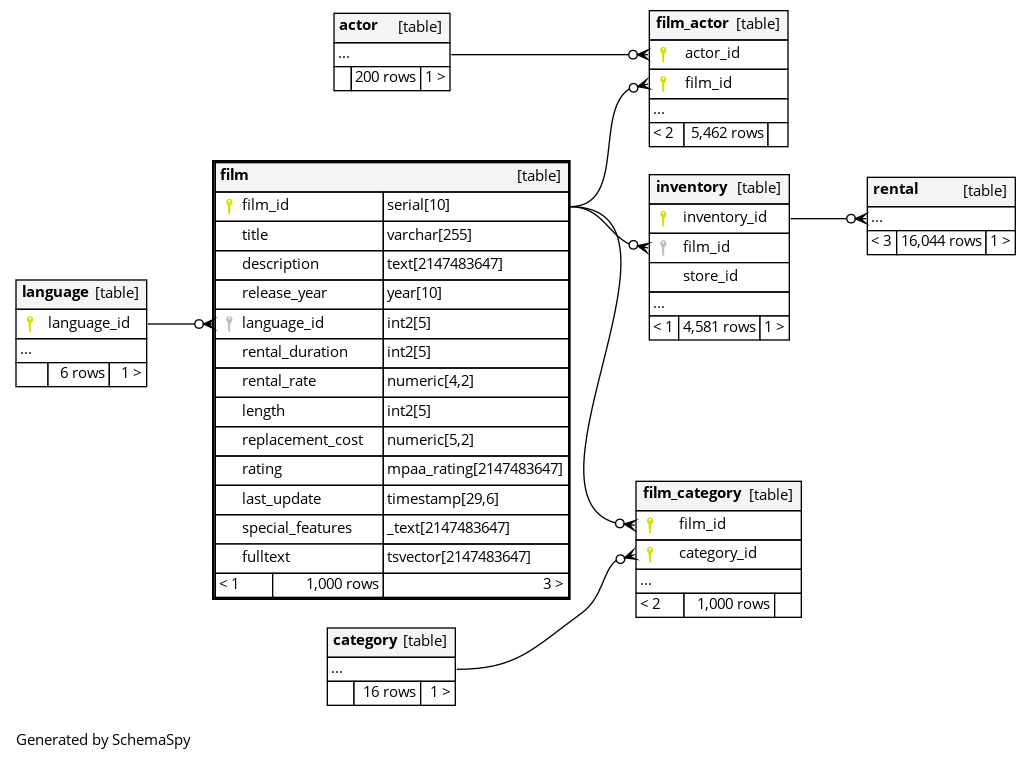 actor [table]
...
200 rows 1 >
film_actor [table]
actor_id
film_id
...
< 2 5,462 rows
film [table]
film_id serial[10]
title varchar[255]
description text[2147483647]
release_year year[10]
language_id int2[5]
rental_duration int2[5]
rental_rate numeric[4,2]
length int2[5]
replacement_cost numeric[5,2]
rating mpaa_rating[2147483647]
last_update timestamp[29,6]
special_features _text[2147483647]
fulltext tsvector[2147483647]
< 1 1,000 rows 3 >
inventory [table]
inventory_id
film_id
store_id
...
< 1 4,581 rows 1 >
rental [table]
...
< 3 16,044 rows 1 >
language [table]
language_id
...
6 rows 1 >
film_category [table]
film_id
category_id
...
< 2 1,000 rows
category [table]
...
16 rows 1 >
Generated by SchemaSpy